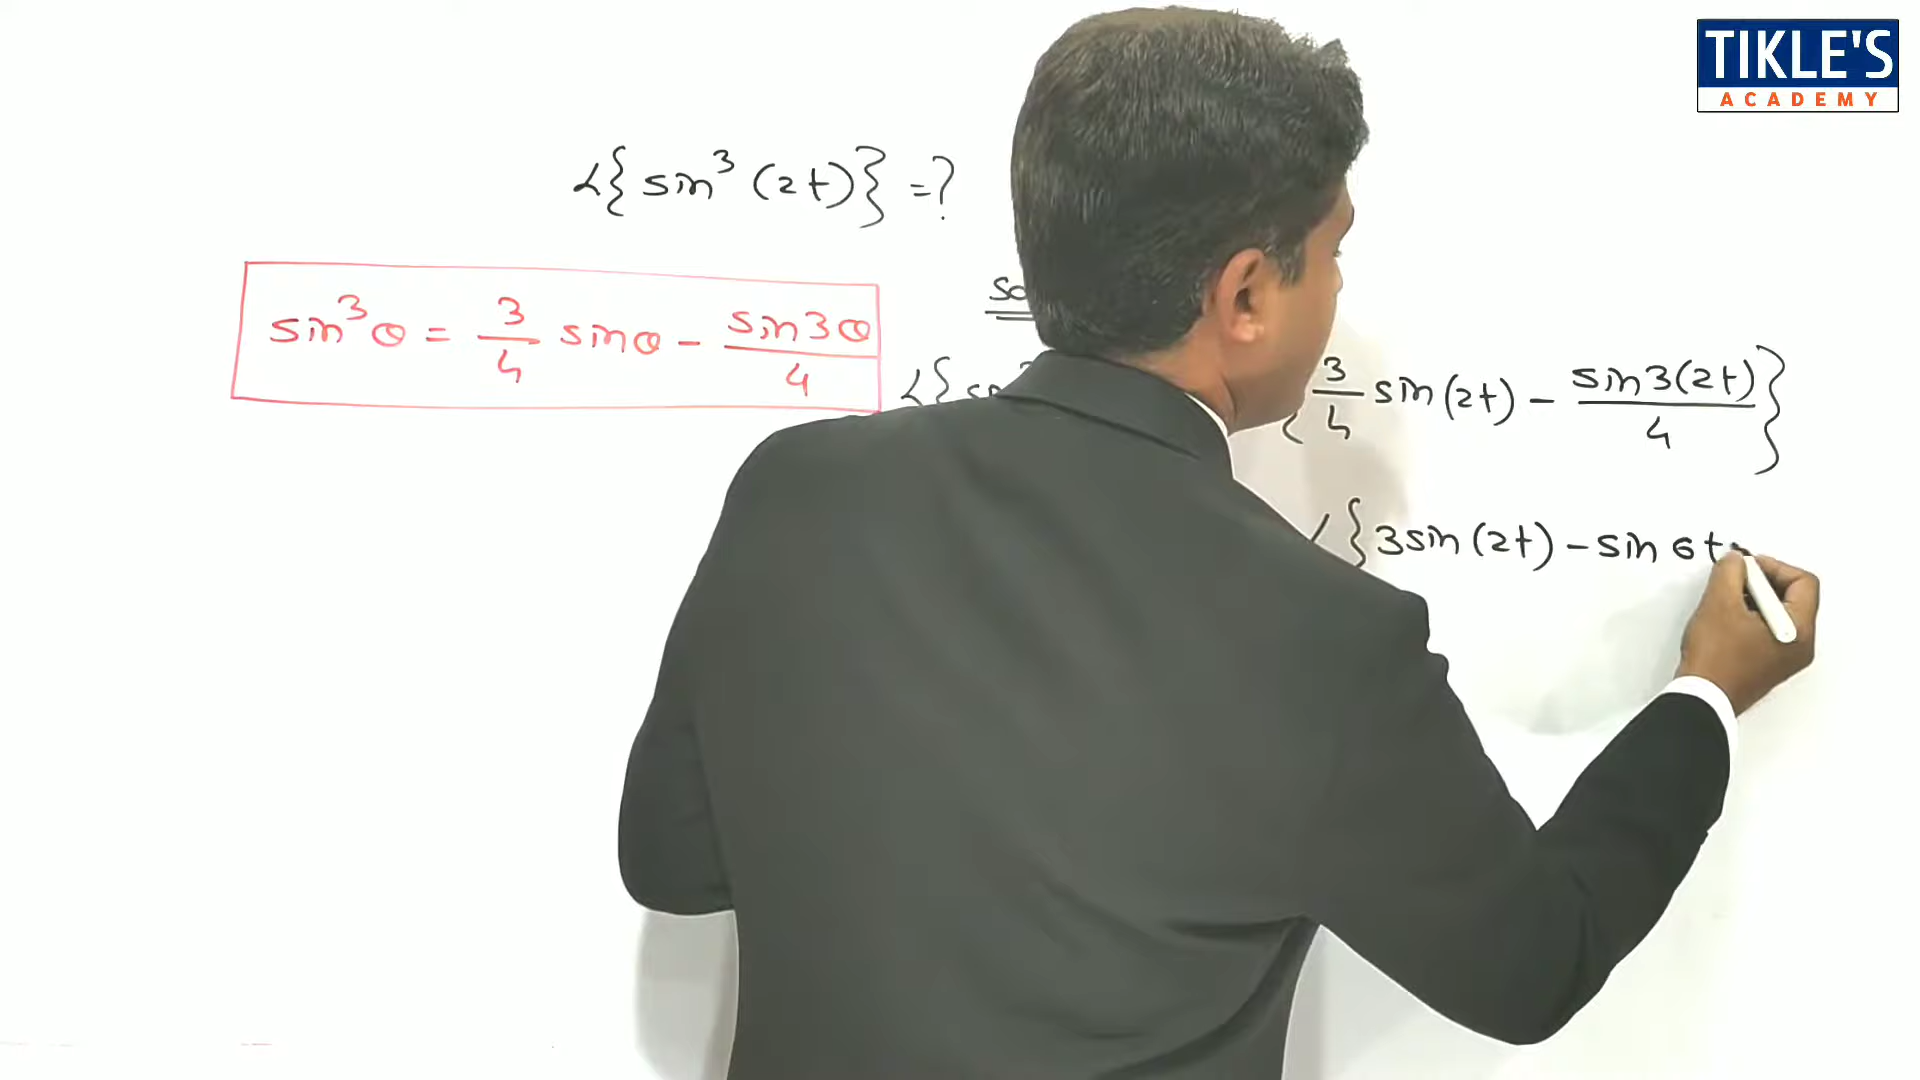 TIKLE'S
ACADEMY
L{ sin³ (2t)} = ?
sin³θ = 3/4 sinθ - sin3θ/4
3/4 sin(2t) - sin3(2t)/4 }
{ 3sin(2t) - sin 6t